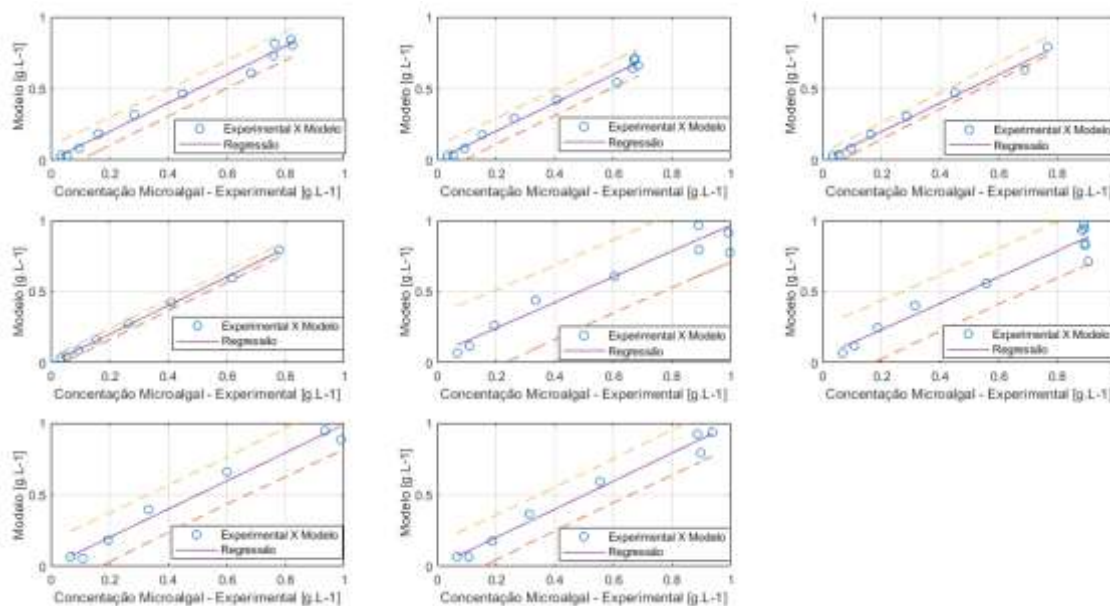 1
Modelo [g.L-1]
0.5
Experimental X Modelo
Regressão
0
0 0.2 0.4 0.6 0.8 1
Concentação Microalgal - Experimental [g.L-1]
1
Modelo [g.L-1]
0.5
Experimental X Modelo
Regressão
0
0 0.2 0.4 0.6 0.8 1
Concentação Microalgal - Experimental [g.L-1]
1
Modelo [g.L-1]
0.5
Experimental X Modelo
Regressão
0
0 0.2 0.4 0.6 0.8 1
Concentação Microalgal - Experimental [g.L-1]
1
Modelo [g.L-1]
0.5
Experimental X Modelo
Regressão
0
0 0.2 0.4 0.6 0.8 1
Concentação Microalgal - Experimental [g.L-1]
1
Modelo [g.L-1]
0.5
Experimental X Modelo
Regressão
0
0 0.2 0.4 0.6 0.8 1
Concentação Microalgal - Experimental [g.L-1]
1
Modelo [g.L-1]
0.5
Experimental X Modelo
Regressão
0
0 0.2 0.4 0.6 0.8 1
Concentação Microalgal - Experimental [g.L-1]
1
Modelo [g.L-1]
0.5
Experimental X Modelo
Regressão
0
0 0.2 0.4 0.6 0.8 1
Concentação Microalgal - Experimental [g.L-1]
1
Modelo [g.L-1]
0.5
Experimental X Modelo
Regressão
0
0 0.2 0.4 0.6 0.8 1
Concentação Microalgal - Experimental [g.L-1]